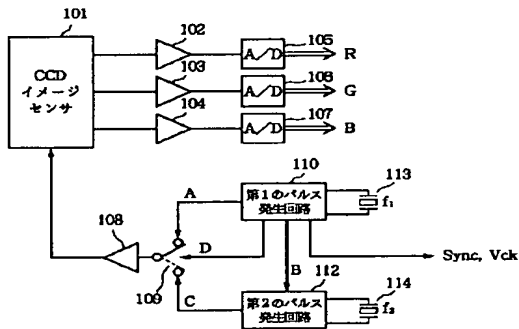 101
CCD
イメージ
センサ
102
103
104
A/D
105
R
A/D
106
G
A/D
107
B
108
109
A
D
C
B
110
第1のパルス
発生回路
113
f₁
Sync, Vck
112
第2のパルス
発生回路
114
f₂